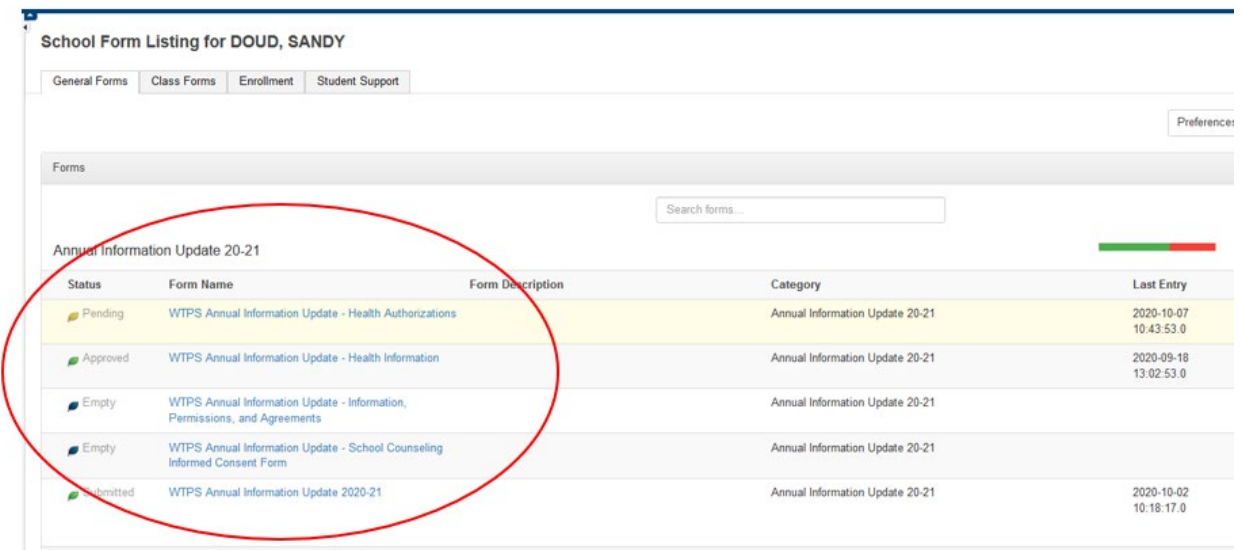 School Form Listing for DOUD, SANDY
General Forms Class Forms Enrollment Student Support
Preferences
Forms
Search forms...
Annual Information Update 20-21
Status Form Name Form Description Category Last Entry
Pending WTPS Annual Information Update - Health Authorizations Annual Information Update 20-21 2020-10-07
10:43:53.0
Approved WTPS Annual Information Update - Health Information Annual Information Update 20-21 2020-09-18
13:02:53.0
Empty WTPS Annual Information Update - Information, Annual Information Update 20-21
Permissions, and Agreements
Empty WTPS Annual Information Update - School Counseling Annual Information Update 20-21
Informed Consent Form
Submitted WTPS Annual Information Update 2020-21 Annual Information Update 20-21 2020-10-02
10:18:17.0